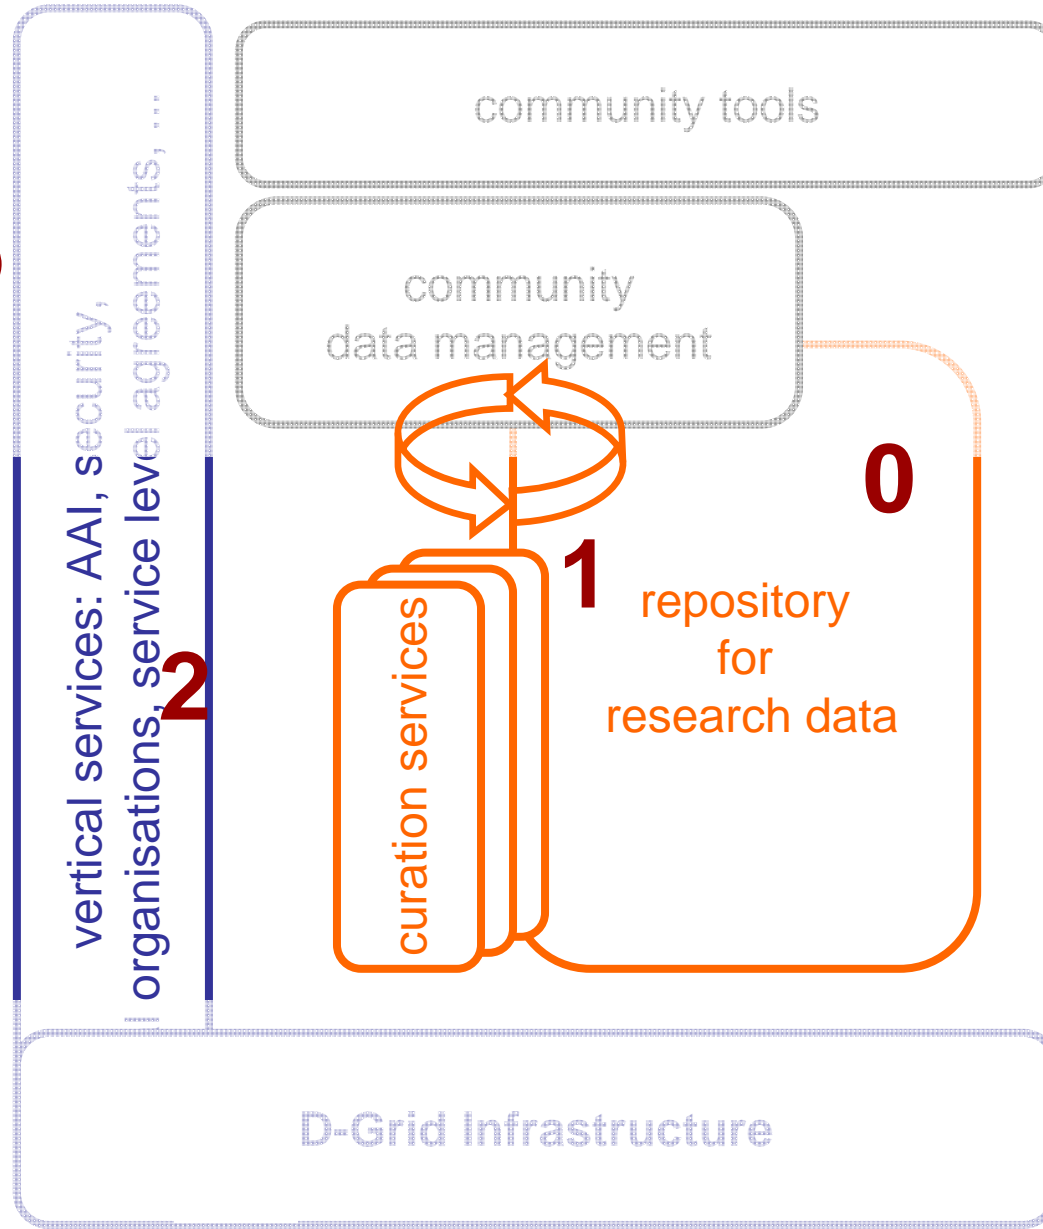 community tools
community
data management
vertical services: AAI, security,
organisations, service level agreements, ...
0
1
2
repository
for
research data
curation services
D-Grid Infrastructure